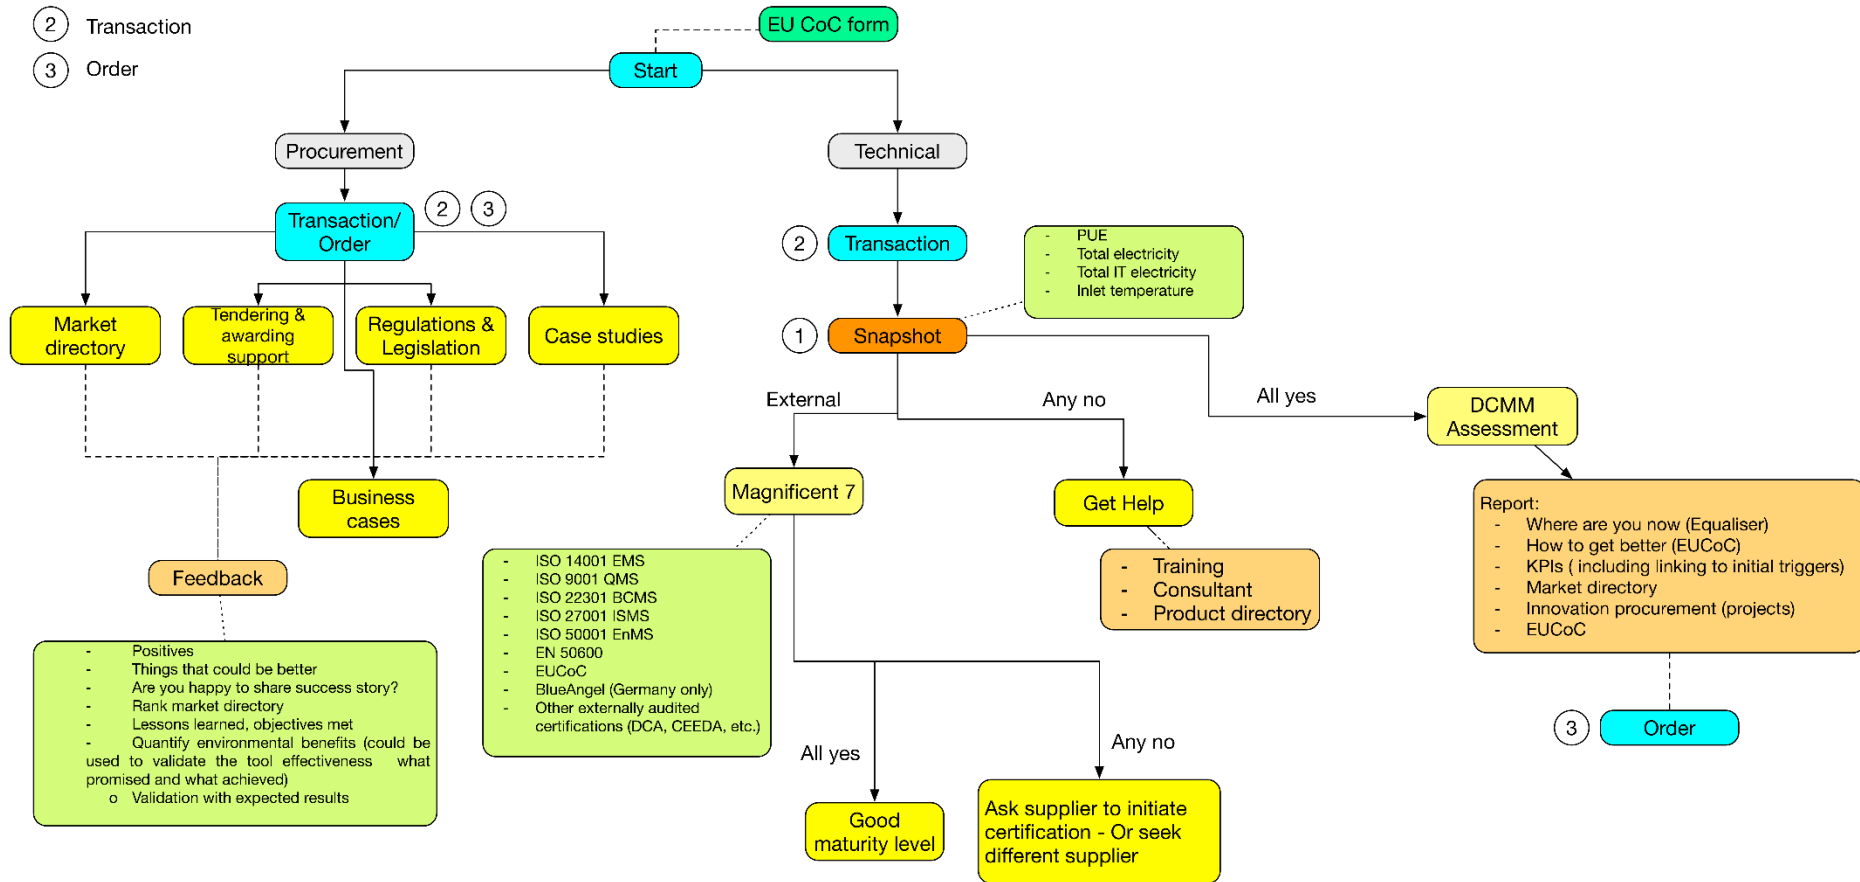 2 Transaction
EU CoC form
3 Order
Start
Procurement
Technical
Transaction/
Order
2 3
2
Transaction
- PUE
- Total electricity
- Total IT electricity
- Inlet temperature
Market
directory
Tendering &
awarding
support
Regulations &
Legislation
Case studies
1
Snapshot
External
Any no
All yes
DCMM
Assessment
Business
cases
Magnificent 7
Get Help
Report:
- Where are you now (Equaliser)
- How to get better (EUCoC)
- KPIs ( including linking to initial triggers)
- Market directory
- Innovation procurement (projects)
- EUCoC
Feedback
- ISO 14001 EMS
- ISO 9001 QMS
- ISO 22301 BCMS
- ISO 27001 ISMS
- ISO 50001 EnMS
- EN 50600
- EUCoC
- BlueAngel (Germany only)
- Other externally audited
certifications (DCA, CEEDA, etc.)
- Training
- Consultant
- Product directory
- Positives
- Things that could be better
- Are you happy to share success story?
- Rank market directory
- Lessons learned, objectives met
- Quantify environmental benefits (could be
used to validate the tool effectiveness what
promised and what achieved)
o Validation with expected results
All yes
Any no
3
Order
Good
maturity level
Ask supplier to initiate
certification - Or seek
different supplier